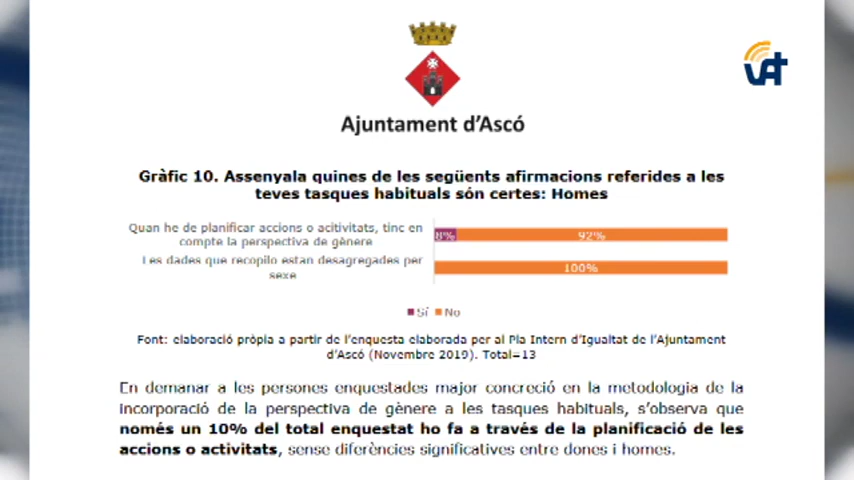 Ajuntament d'Ascó
VAT
Gràfic 10. Assenyala quines de les següents afirmacions referides a les
teves tasques habituals són certes: Homes
Quan he de planificar accions o acitivitats, tinc en
compte la perspectiva de gènere
8%
92%
Les dades que recopilo estan desagregades per
sexe
100%
Sí No
Font: elaboració pròpia a partir de l'enquesta elaborada per al Pla Intern d'Igualtat de l'Ajuntament
d'Ascó (Novembre 2019). Total=13
En demanar a les persones enquestades major concreció en la metodologia de la
incorporació de la perspectiva de gènere a les tasques habituals, s'observa que
només un 10% del total enquestat ho fa a través de la planificació de les
accions o activitats, sense diferències significatives entre dones i homes.